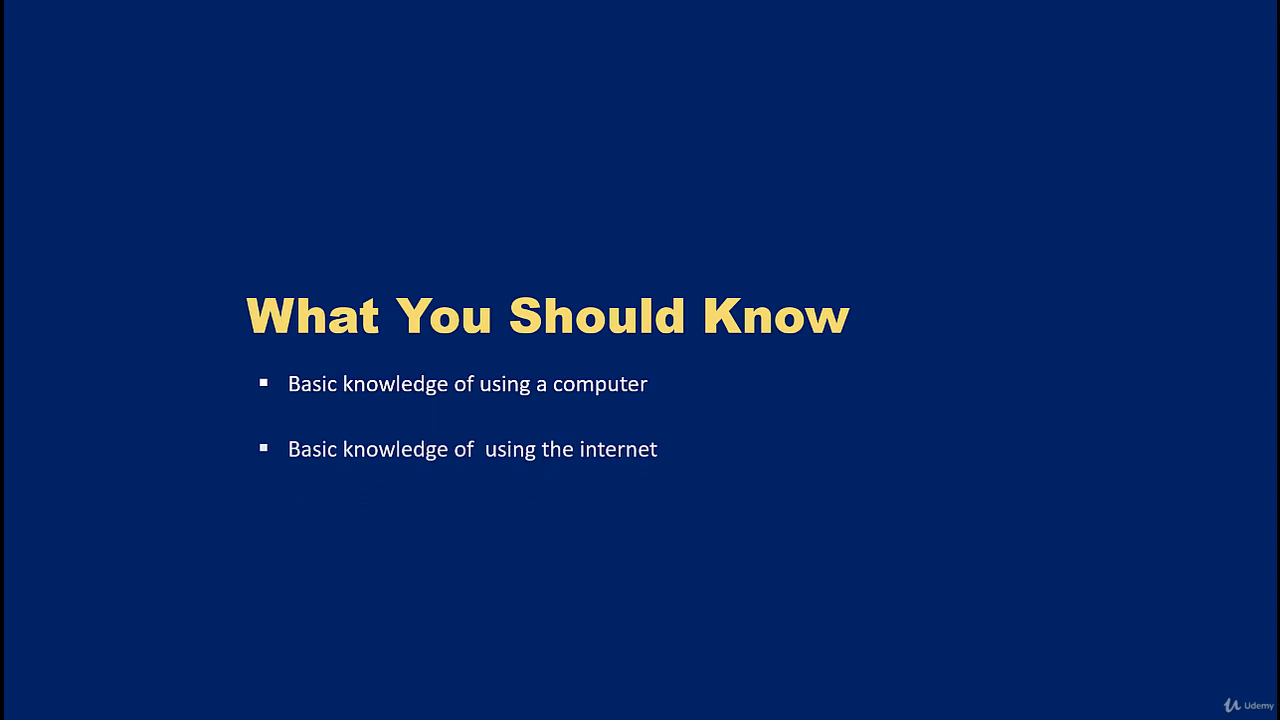 What You Should Know
▪ Basic knowledge of using a computer
▪ Basic knowledge of  using the internet
Udemy